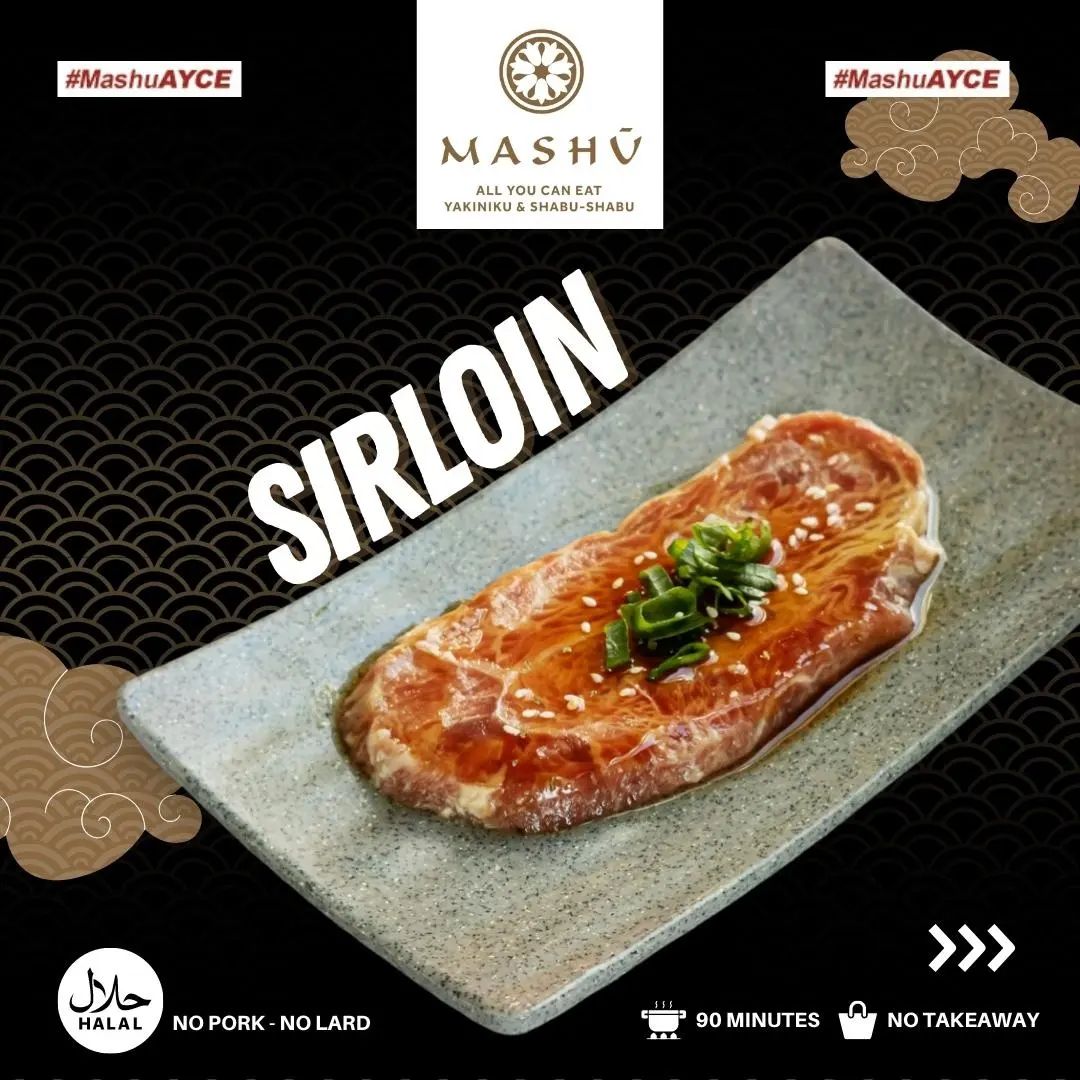 #MashuAYCE
#MashuAYCE
MASHŪ
ALL YOU CAN EAT
YAKINIKU & SHABU-SHABU
SIRLOIN
حلال
HALAL
NO PORK - NO LARD
90 MINUTES
NO TAKEAWAY